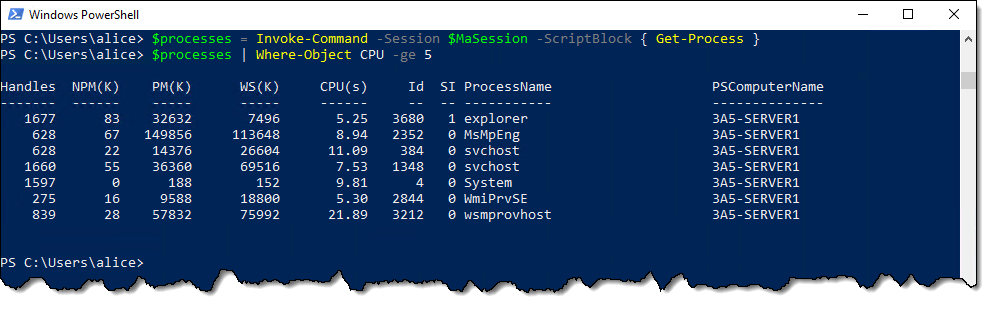 Windows PowerShell
PS C:\Users\alice> $processes = Invoke-Command -Session $MaSession -ScriptBlock { Get-Process }
PS C:\Users\alice> $processes | Where-Object CPU -ge 5
Handles  NPM(K)    PM(K)      WS(K)     CPU(s)     Id  SI ProcessName                    PSComputerName
-------  ------    -----      -----     ------     --  -- -----------                    --------------
   1677      83    32632       7496       5.25   3680   1 explorer                       3A5-SERVER1
    628      67   149856     113648       8.94   2352   0 MsMpEng                        3A5-SERVER1
    628      22    14376      26604      11.09    384   0 svchost                        3A5-SERVER1
   1660      55    36360      69516       7.53   1348   0 svchost                        3A5-SERVER1
   1597       0      188        152       9.81      4   0 System                         3A5-SERVER1
    275      16     9588      18800       5.30   2844   0 WmiPrvSE                       3A5-SERVER1
    839      28    57832      75992      21.89   3212   0 wsmprovhost                    3A5-SERVER1
PS C:\Users\alice>